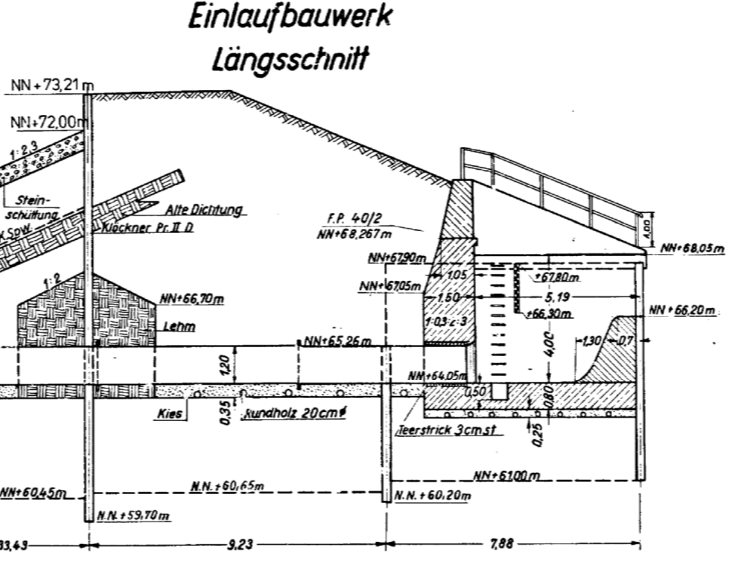 Einlaufbauwerk
Längsschnitt
NN+73,21m
NN+72,00m
1:2,3
Stein-
schüttung
Alte Dichtung
Klöckner Pr. II D.
F.P. 40/2
NN+68,267m
1,00
NN+68,05m
NN+67,90m
1,05
+67,80m
1:2
NN+67,05m
NN+66,70m
1,60
5,19
+66,30m
NN+66,20m
Lehm
NN+65,26m
4,00
1,30
0,7
1,20
NN+64,05m
0,50
0,80
Kies
0,35
Rundholz 20cm ϕ
Teerstrick 3cm.st
0,25
NN+61,00m
NN+60,45m
N.N.+60,65m
N.N.+60,20m
N.N.+59,70m
33,43
9,23
7,88